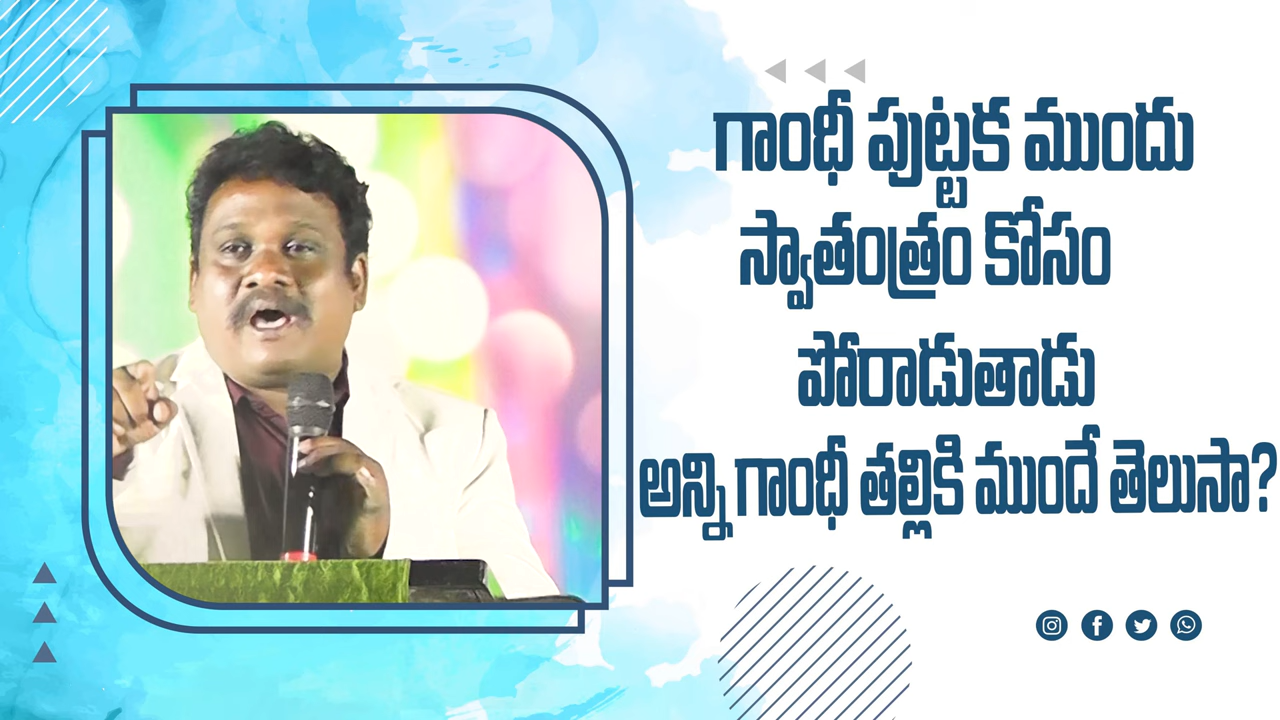 గాంధీ పుట్టక ముందు
స్వాతంత్రం కోసం
పోరాడుతాడు
అన్ని గాంధీ తల్లికి ముందే తెలుసా?